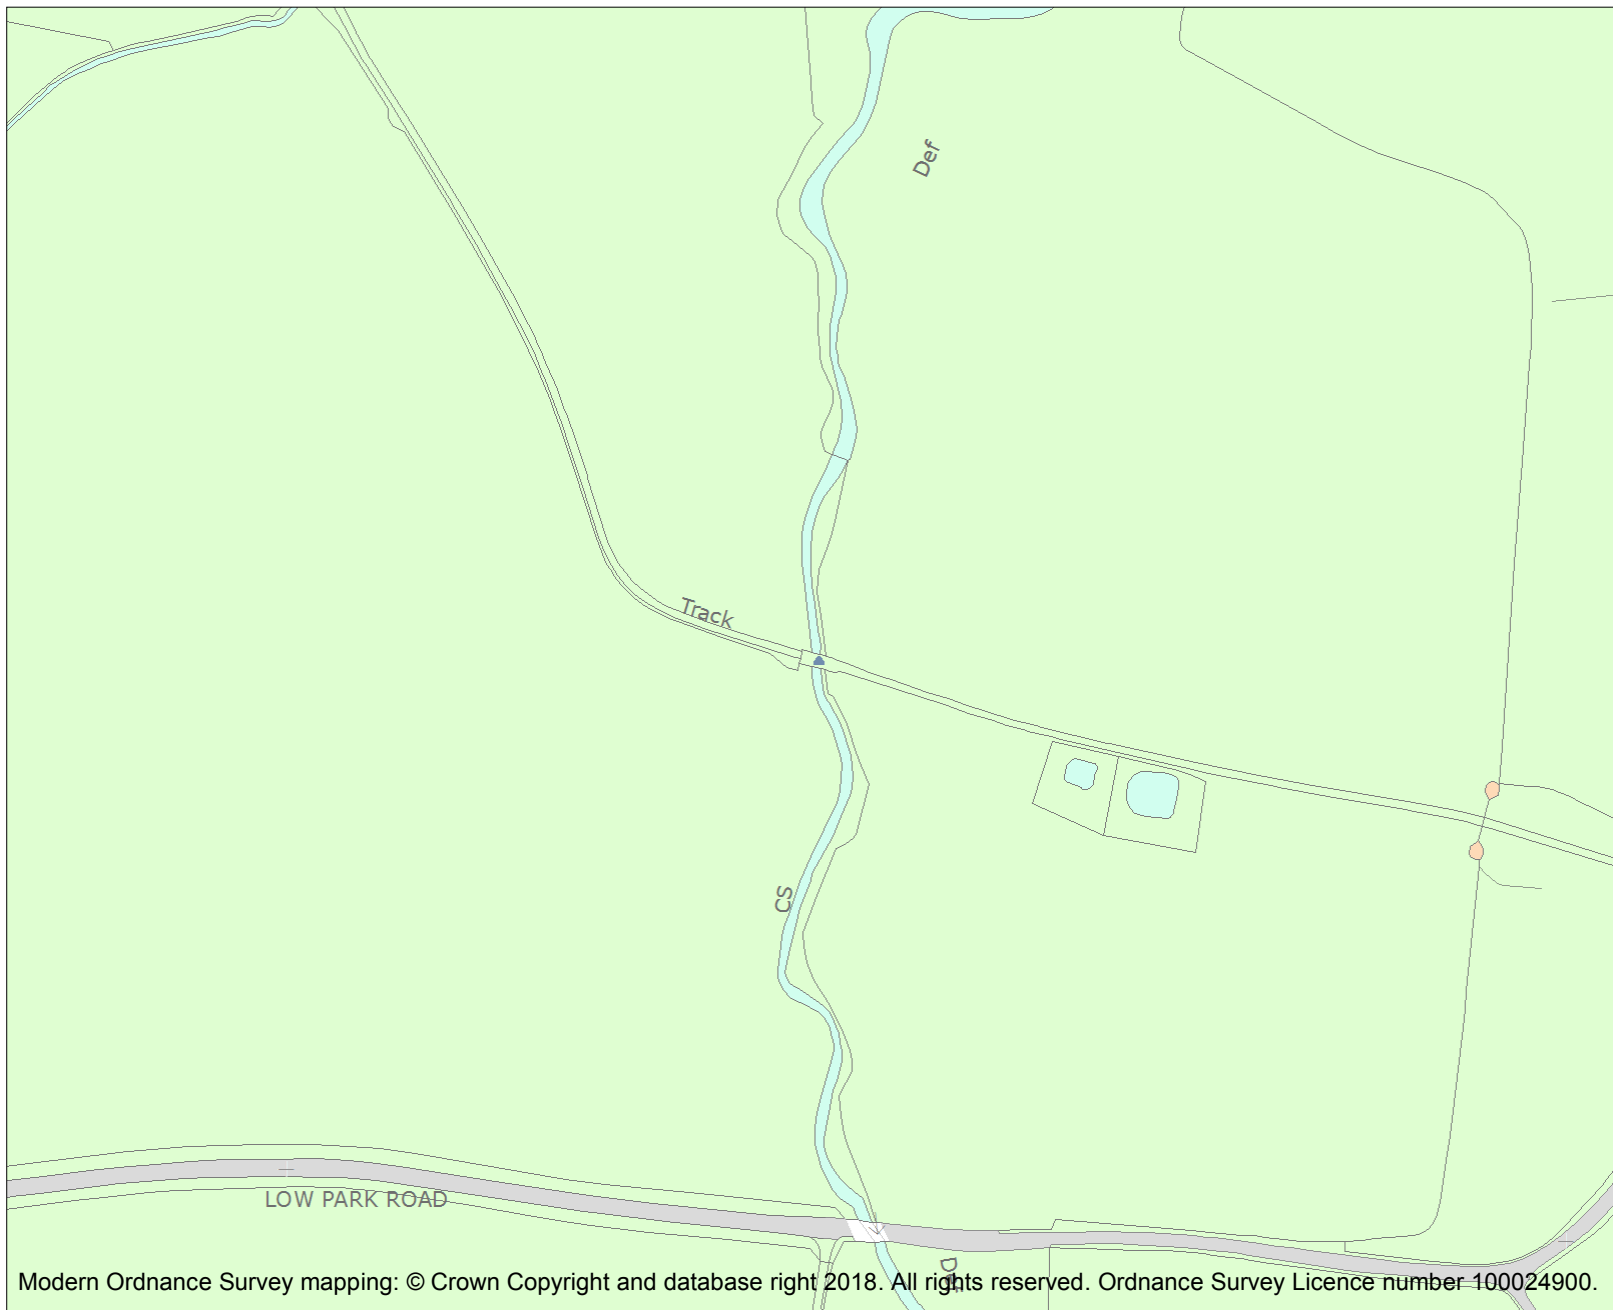 Def
Track
CS
LOW PARK ROAD
Def
Modern Ordnance Survey mapping: © Crown Copyright and database right 2018. All rights reserved. Ordnance Survey Licence number 100024900.